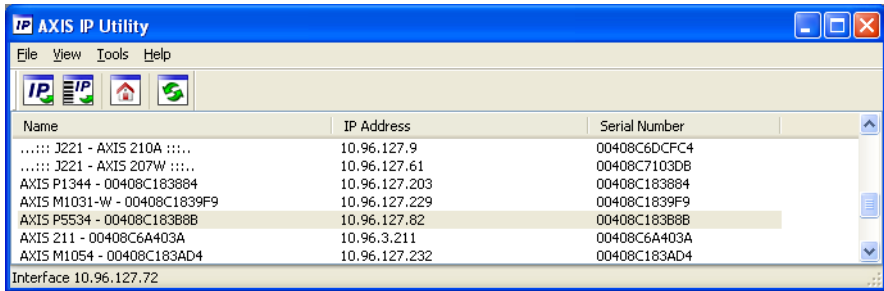 IP AXIS IP Utility
File View Tools Help
IP IP
Name IP Address Serial Number
...::: J221 - AXIS 210A :::.. 10.96.127.9 00408C6DCFC4
...::: J221 - AXIS 207W :::.. 10.96.127.61 00408C7103DB
AXIS P1344 - 00408C183884 10.96.127.203 00408C183884
AXIS M1031-W - 00408C1839F9 10.96.127.229 00408C1839F9
AXIS P5534 - 00408C183B8B 10.96.127.82 00408C183B8B
AXIS 211 - 00408C6A403A 10.96.3.211 00408C6A403A
AXIS M1054 - 00408C183AD4 10.96.127.232 00408C183AD4
Interface 10.96.127.72